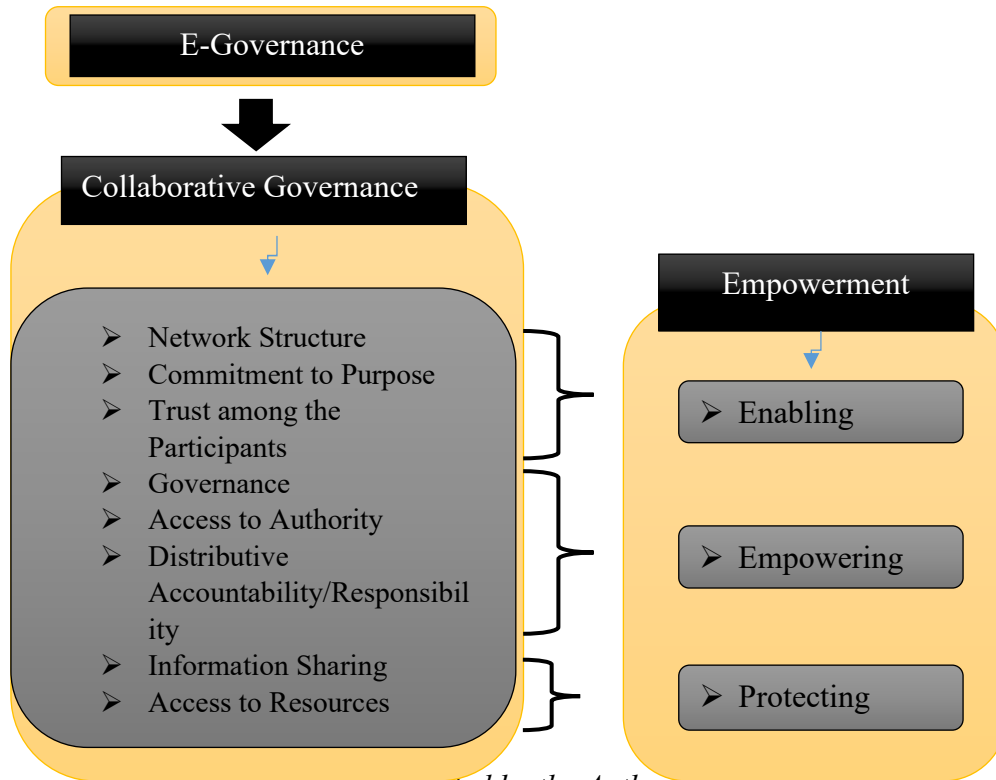 E-Governance
Collaborative Governance
➢ Network Structure
➢ Commitment to Purpose
➢ Trust among the
Participants
➢ Governance
➢ Access to Authority
➢ Distributive
Accountability/Responsibil
ity
➢ Information Sharing
➢ Access to Resources
Empowerment
➢ Enabling
➢ Empowering
➢ Protecting